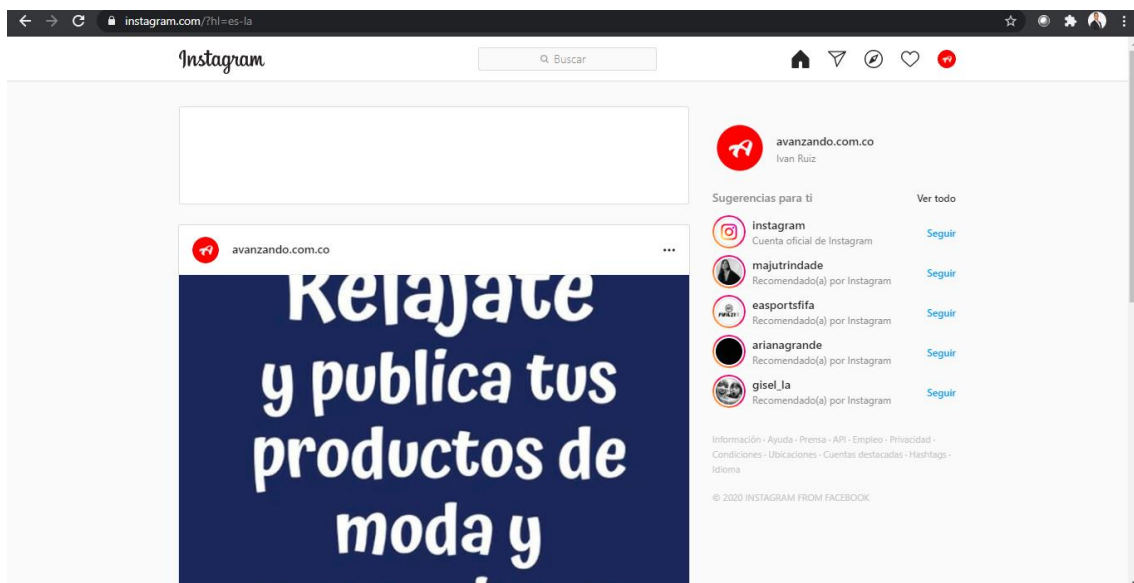 instagram.com/?hl=es-la
Instagram
Buscar
avanzando.com.co
Ivan Ruiz
Sugerencias para ti
Ver todo
instagram
Cuenta oficial de Instagram
Seguir
majutrindade
Recomendado(a) por Instagram
Seguir
easportsfifa
Recomendado(a) por Instagram
Seguir
arianagrande
Recomendado(a) por Instagram
Seguir
gisel_la
Recomendado(a) por Instagram
Seguir
Información · Ayuda · Prensa · API · Empleo · Privacidad ·
Condiciones · Ubicaciones · Cuentas destacadas · Hashtags ·
Idioma
© 2020 INSTAGRAM FROM FACEBOOK
avanzando.com.co
Relájate
y publica tus
productos de
moda y